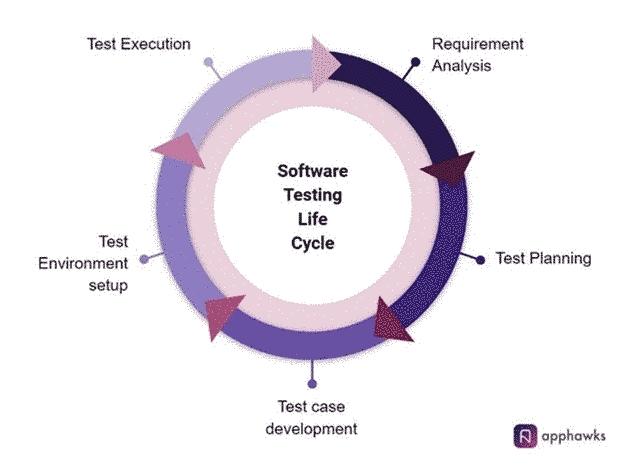 Test Execution
Requirement
Analysis
Software
Testing
Life
Cycle
Test
Environment
setup
Test Planning
Test case
development
apphawks